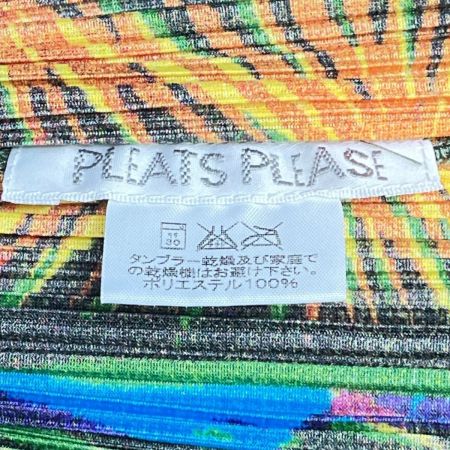 PLEATS PLEASE
タンブラー乾燥及び家庭で
の乾燥機はお避け下さい。
ポリエステル100%